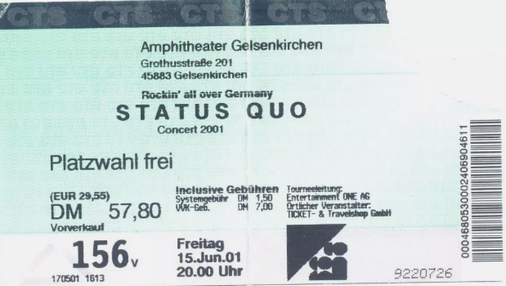 CTS CTS CTS CTS
Amphitheater Gelsenkirchen
Grothusstraße 201
45883 Gelsenkirchen
Rockin' all over Germany
STATUS QUO
Concert 2001
Platzwahl frei
(EUR 29,55)
DM 57,80
Vorverkauf
Inclusive Gebühren
Systemgebühr DM 1,50
VVK-Geb. DM 7,00
Tourneeleitung:
Entertainment ONE AG
Örtlicher Veranstalter:
TICKET- & Travelshop GmbH
156v
170501 1613
Freitag
15.Jun.01
20.00 Uhr
9220726
0004680530002406904611